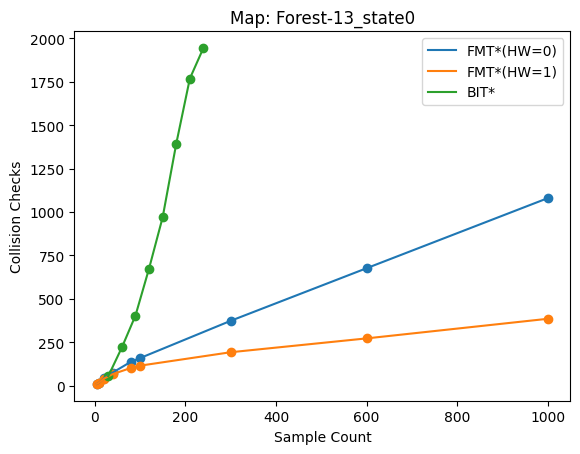 Map: Forest-13_state0
FMT*(HW=0)
FMT*(HW=1)
BIT*
Collision Checks
2000
1750
1500
1250
1000
750
500
250
0
0 200 400 600 800 1000
Sample Count